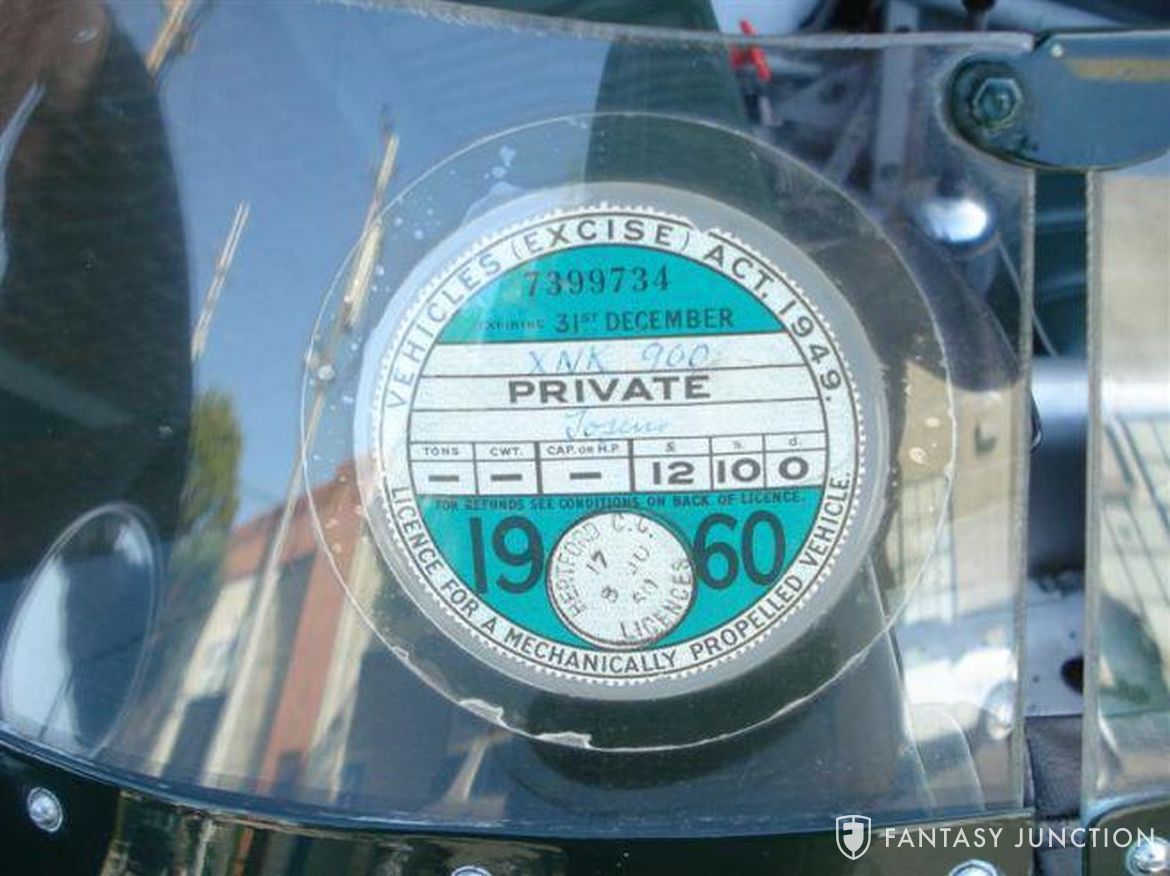 VEHICLES (EXCISE) ACT. 1949.
7399734
EXPIRING 31ST DECEMBER
XNK 900
PRIVATE
TONS CWT. CAP. OR H.P. £ s. d.
— — — 12 10 0
FOR REFUNDS SEE CONDITIONS ON BACK OF LICENCE.
19 60
HERTFORD C.C.
17
LICENCES
LICENCE FOR A MECHANICALLY PROPELLED VEHICLE.
FANTASY JUNCTION